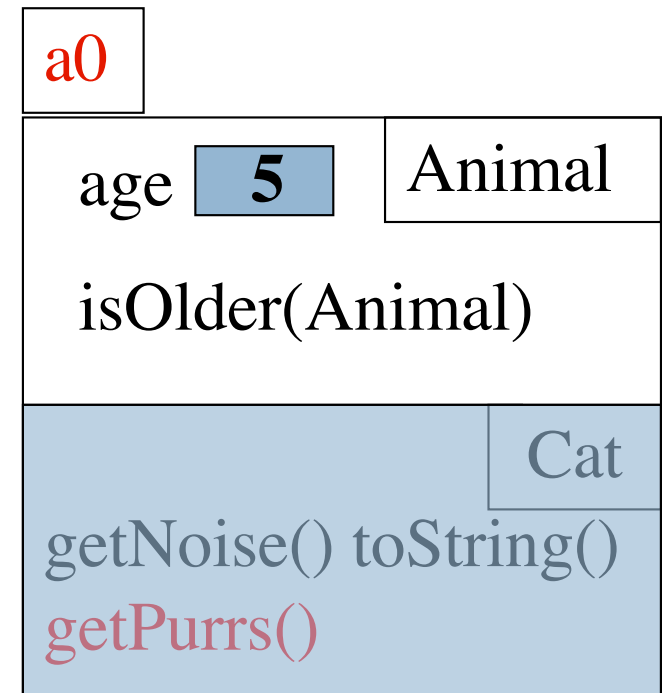 a0
age 5 Animal
isOlder(Animal)
Cat
getNoise() toString()
getPurrs()